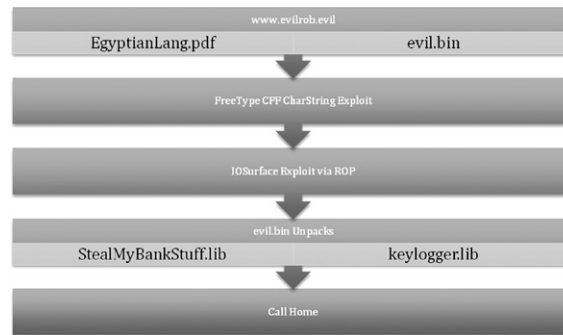 www.evilrob.evil
EgyptianLang.pdf evil.bin
FreeType CFF CharString Exploit
IOSurface Exploit via ROP
evil.bin Unpacks
StealMyBankStuff.lib keylogger.lib
Call Home